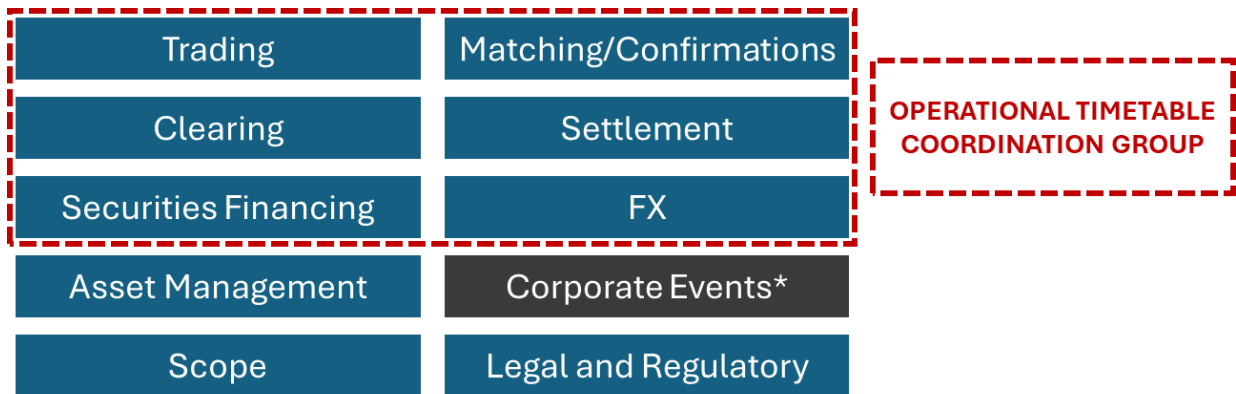 Trading
Matching/Confirmations
Clearing
Settlement
Securities Financing
FX
Asset Management
Corporate Events*
Scope
Legal and Regulatory
OPERATIONAL TIMETABLE
COORDINATION GROUP